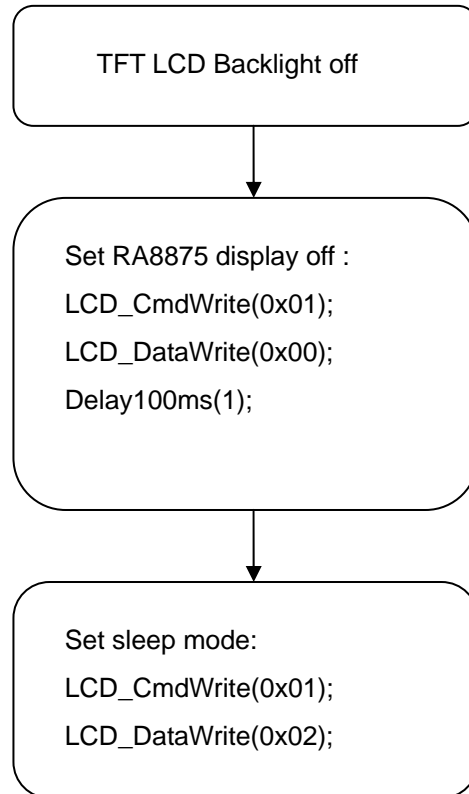 TFT LCD Backlight off
Set RA8875 display off :
LCD_CmdWrite(0x01);
LCD_DataWrite(0x00);
Delay100ms(1);
Set sleep mode:
LCD_CmdWrite(0x01);
LCD_DataWrite(0x02);